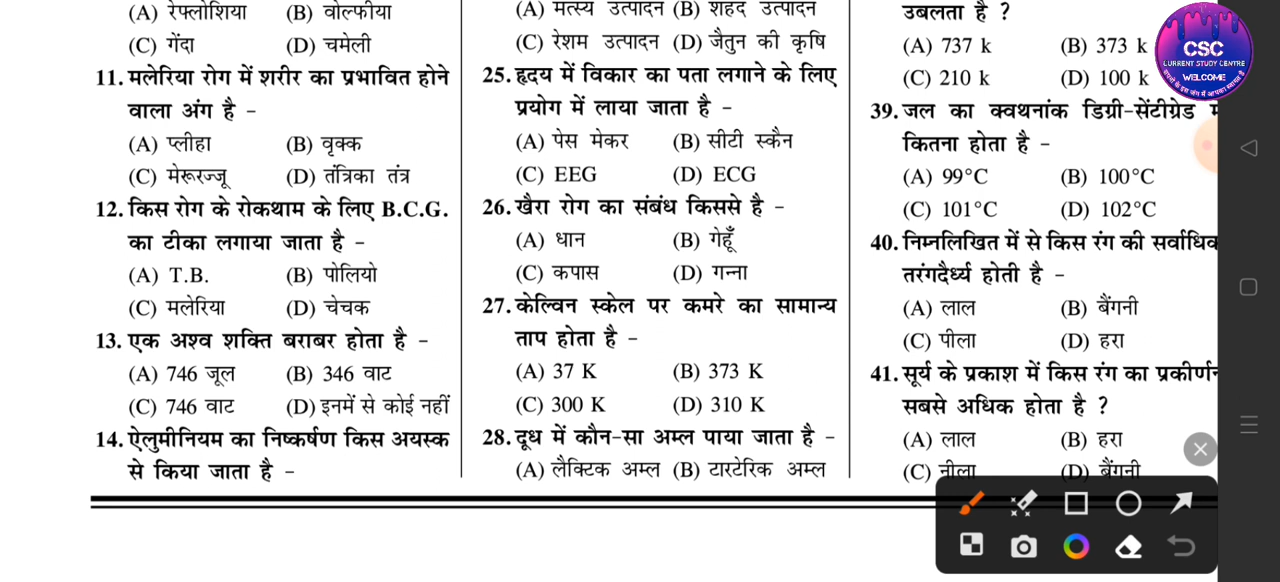 (A) रेफ्लोशिया (B) वोल्फीया
(C) गेंदा (D) चमेली
11. मलेरिया रोग में शरीर का प्रभावित होने
वाला अंग है -
(A) प्लीहा (B) वृक्क
(C) मेरूरज्जू (D) तंत्रिका तंत्र
12. किस रोग के रोकथाम के लिए B.C.G.
का टीका लगाया जाता है -
(A) T.B. (B) पोलियो
(C) मलेरिया (D) चेचक
13. एक अश्व शक्ति बराबर होता है -
(A) 746 जूल (B) 346 वाट
(C) 746 वाट (D) इनमें से कोई नहीं
14. ऐलुमीनियम का निष्कर्षण किस अयस्क
से किया जाता है -
(A) मत्स्य उत्पादन (B) शहद उत्पादन
(C) रेशम उत्पादन (D) जैतुन की कृषि
25. हृदय में विकार का पता लगाने के लिए
प्रयोग में लाया जाता है -
(A) पेस मेकर (B) सीटी स्कैन
(C) EEG (D) ECG
26. खैरा रोग का संबंध किससे है -
(A) धान (B) गेहूँ
(C) कपास (D) गन्ना
27. केल्विन स्केल पर कमरे का सामान्य
ताप होता है -
(A) 37 K (B) 373 K
(C) 300 K (D) 310 K
28. दूध में कौन-सा अम्ल पाया जाता है -
(A) लैक्टिक अम्ल (B) टारटेरिक अम्ल
उबलता है ?
(A) 737 k (B) 373 k
(C) 210 k (D) 100 k
39. जल का क्वथनांक डिग्री-सेंटीग्रेड
कितना होता है -
(A) 99°C (B) 100°C
(C) 101°C (D) 102°C
40. निम्नलिखित में से किस रंग की सर्वाधिक
तरंगदैर्ध्य होती है -
(A) लाल (B) बैंगनी
(C) पीला (D) हरा
41. सूर्य के प्रकाश में किस रंग का प्रकीर्णन
सबसे अधिक होता है ?
(A) लाल (B) हरा
(C) नीला (D) बैंगनी
CSC
CURRENT STUDY CENTRE
WELCOME